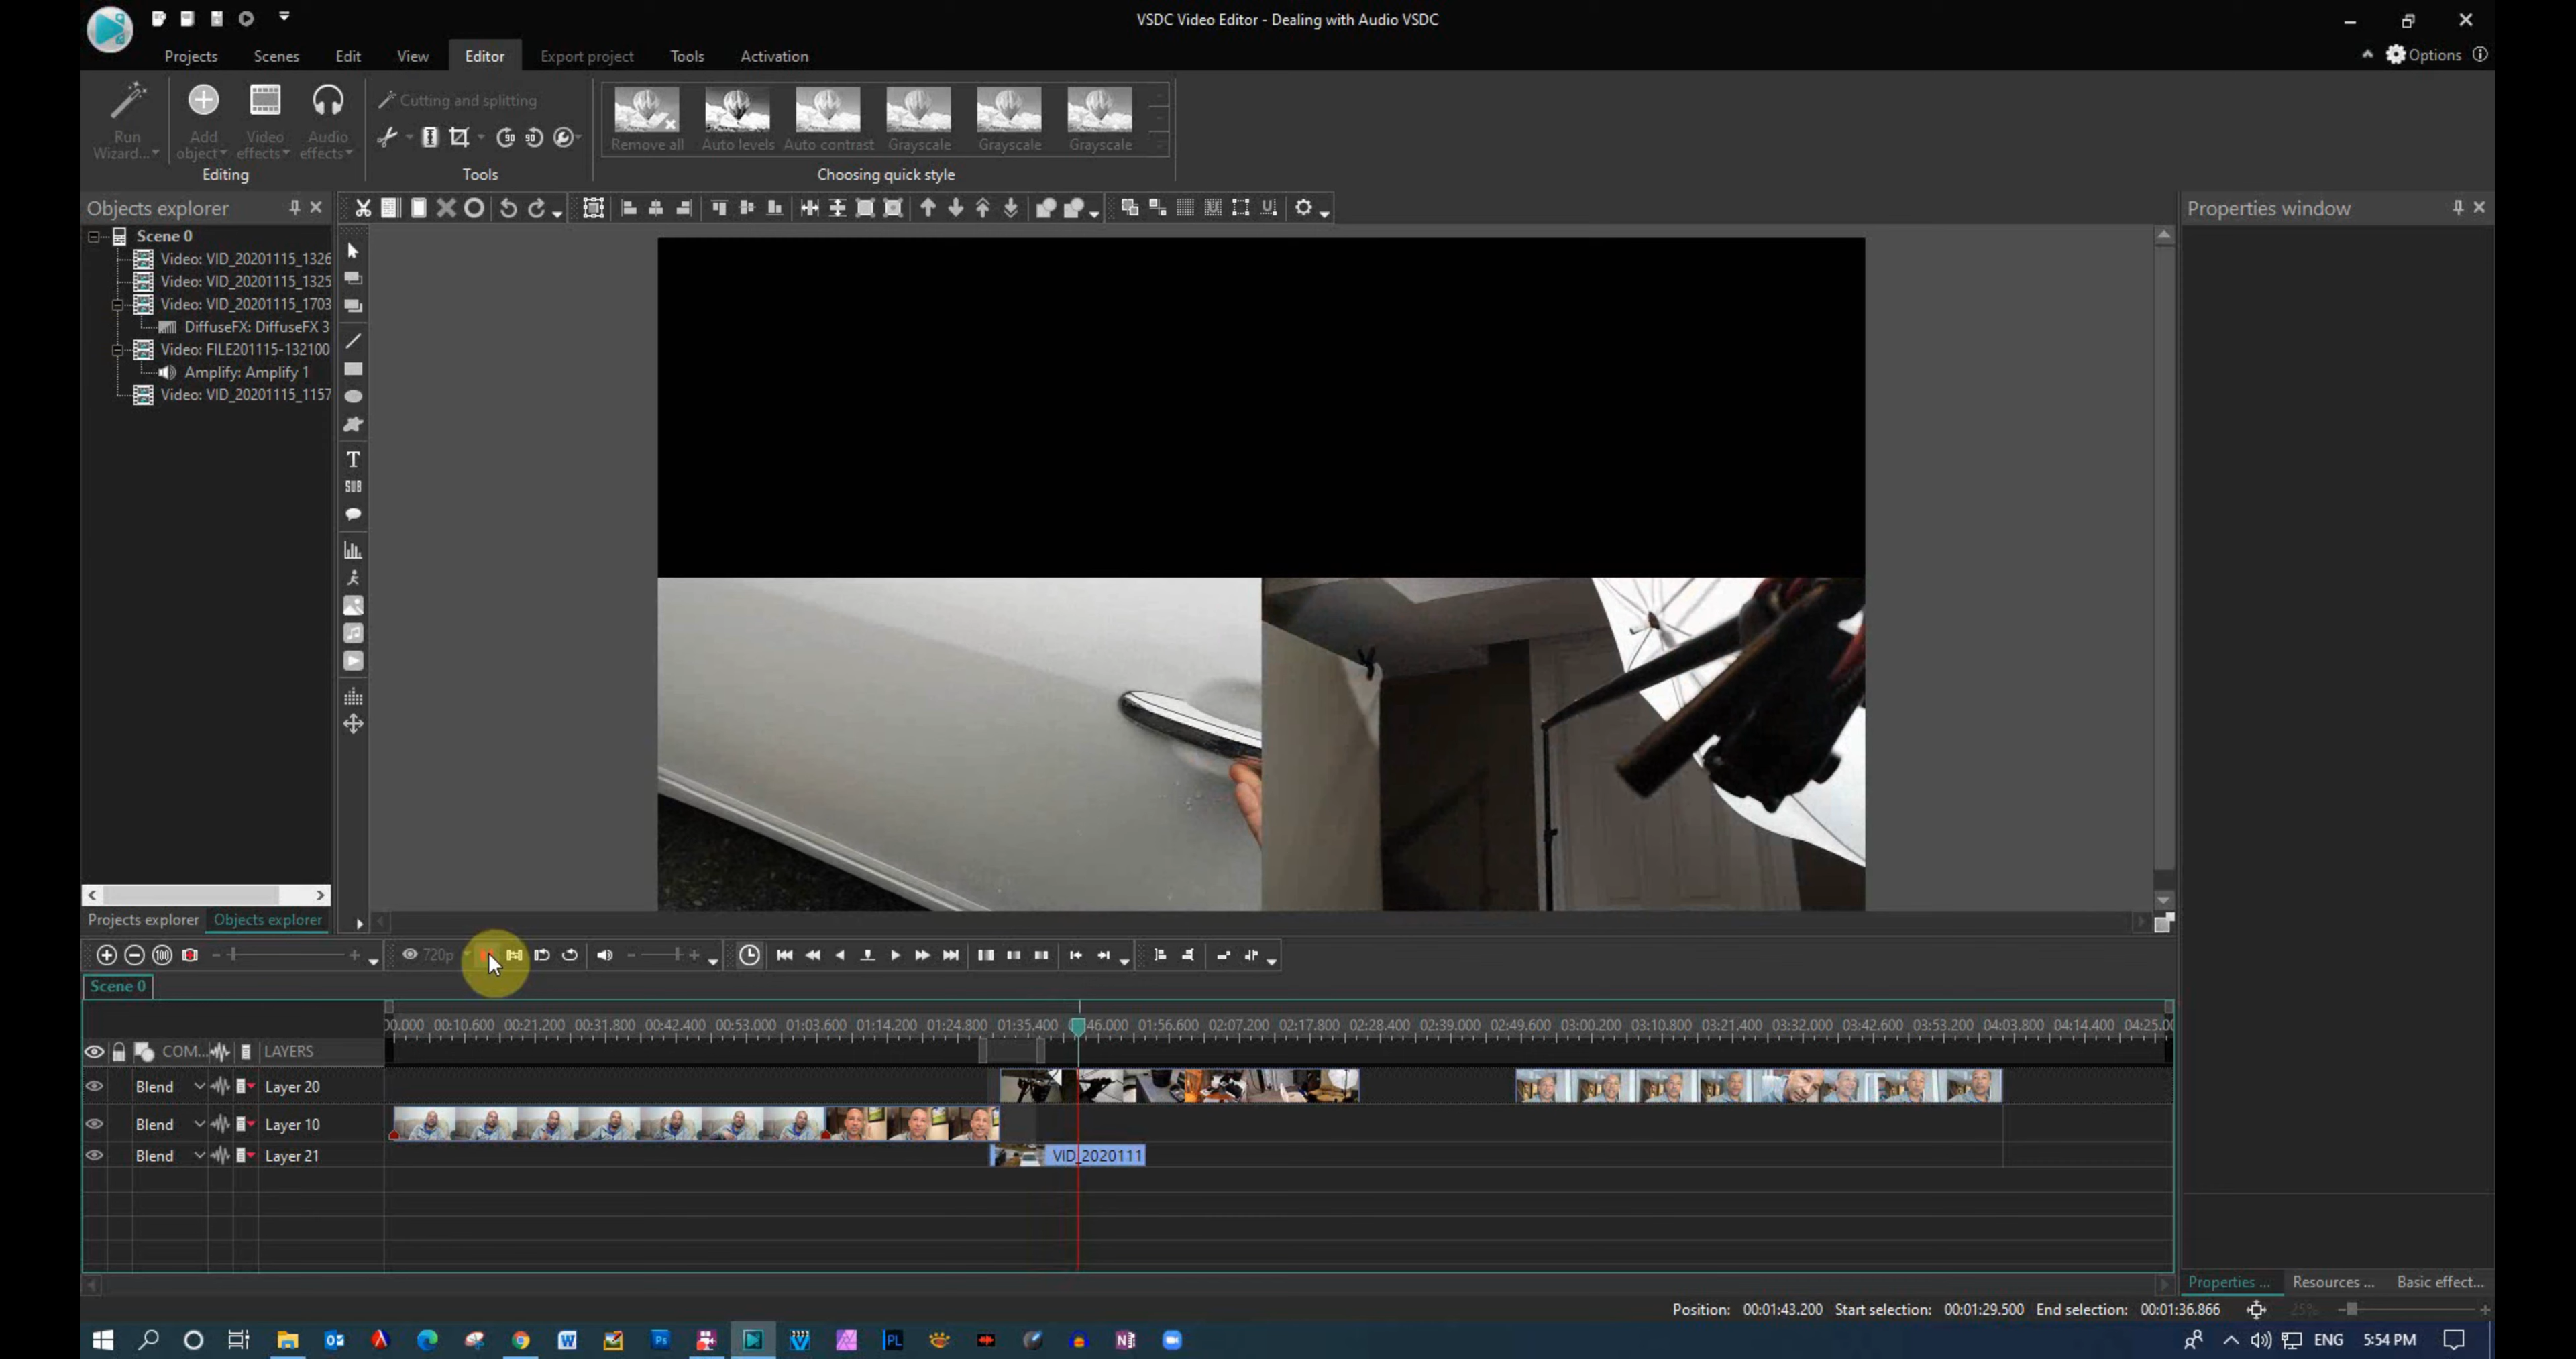 VSDC Video Editor - Dealing with Audio VSDC
Projects Scenes Edit View Editor Export project Tools Activation
Options
Cutting and splitting
Run Wizard... Add object Video effects Audio effects
Remove all Auto levels Auto contrast Grayscale Grayscale Grayscale
Editing Tools Choosing quick style
Objects explorer
Properties window
Scene 0
Video: VID_20201115_1326
Video: VID_20201115_1325
Video: VID_20201115_1703
DiffuseFX: DiffuseFX 3
Video: FILE201115-132100
Amplify: Amplify 1
Video: VID_20201115_1157
T
SUB
Projects explorer Objects explorer
720p
Scene 0
00.000 00:10.600 00:21.200 00:31.800 00:42.400 00:53.000 01:03.600 01:14.200 01:24.800 01:35.400 46.000 01:56.600 02:07.200 02:17.800 02:28.400 02:39.000 02:49.600 03:00.200 03:10.800 03:21.400 03:32.000 03:42.600 03:53.200 04:03.800 04:14.400 04:25.0
COM... LAYERS
Blend Layer 20
Blend Layer 10
Blend Layer 21
VID_2020111
Properties ... Resources ... Basic effect...
Position: 00:01:43.200 Start selection: 00:01:29.500 End selection: 00:01:36.866 25%
ENG 5:54 PM